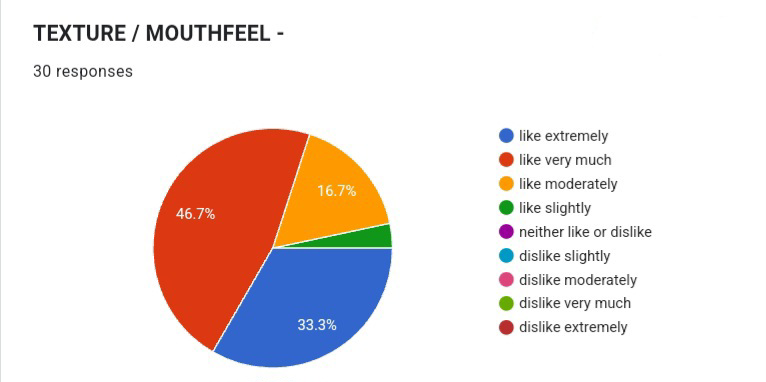 TEXTURE / MOUTHFEEL -
30 responses
46.7%
16.7%
33.3%
like extremely
like very much
like moderately
like slightly
neither like or dislike
dislike slightly
dislike moderately
dislike very much
dislike extremely